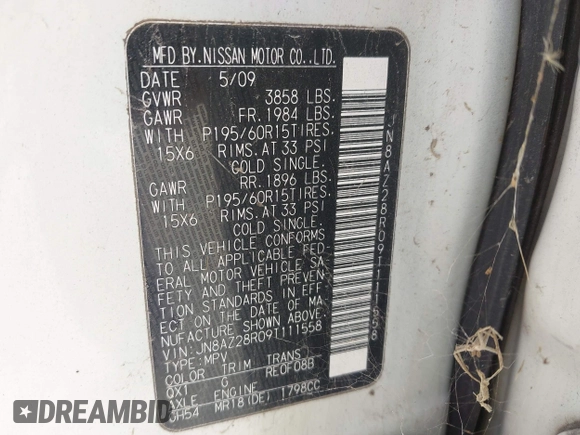 MFD BY.NISSAN MOTOR CO.,LTD.
DATE 5/09
GVWR 3858 LBS.
GAWR FR.1984 LBS.
WITH P195/60R15TIRES.
15X6 RIMS.AT 33 PSI
COLD SINGLE.
GAWR RR.1896 LBS.
WITH P195/60R15TIRES.
15X6 RIMS.AT 33 PSI
COLD SINGLE.
THIS VEHICLE CONFORMS
TO ALL APPLICABLE FED-
ERAL MOTOR VEHICLE SA
FETY AND THEFT PREVEN-
TION STANDARDS IN EFF
ECT ON THE DATE OF MA
NUFACTURE SHOWN ABOVE.
VIN:JN8AZ28R09T111558
TYPE:MPV
COLOR TRIM TRANS
QX1 G RE0F08B
AXLE ENGINE
SH54 MR18(DE) 1798CC
JN8AZ28R09T111558
DREAMBID